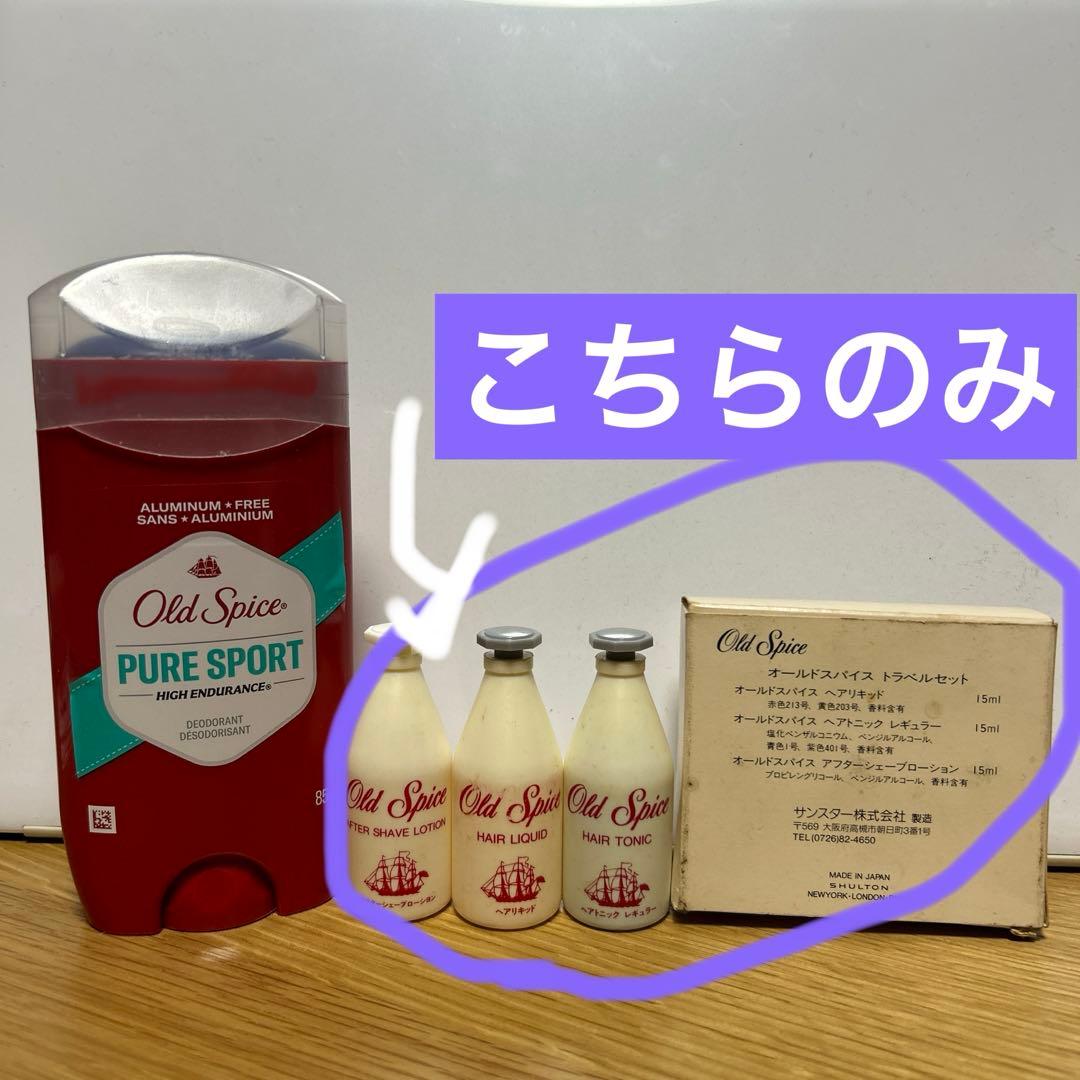 こちらのみ
ALUMINUM ★ FREE
SANS ★ ALUMINIUM
Old Spice®
PURE SPORT
HIGH ENDURANCE®
DEODORANT
DÉSODORISANT
Old Spice
AFTER SHAVE LOTION
Old Spice
HAIR LIQUID
ヘアリキッド
Old Spice
HAIR TONIC
ヘアトニック レギュラー
Old Spice
オールドスパイス トラベルセット
オールドスパイス ヘアリキッド 15ml
赤色213号、黄色203号、香料含有
オールドスパイス ヘアトニック レギュラー 15ml
塩化ベンザルコニウム、ベンジルアルコール、
青色1号、紫色401号、香料含有
オールドスパイス アフターシェーブローション 15ml
プロピレングリコール、ベンジルアルコール、香料含有
サンスター株式会社 製造
〒569 大阪府高槻市朝日町3番1号
TEL(0726)82-4650
MADE IN JAPAN
SHULTON
NEWYORK・LONDON